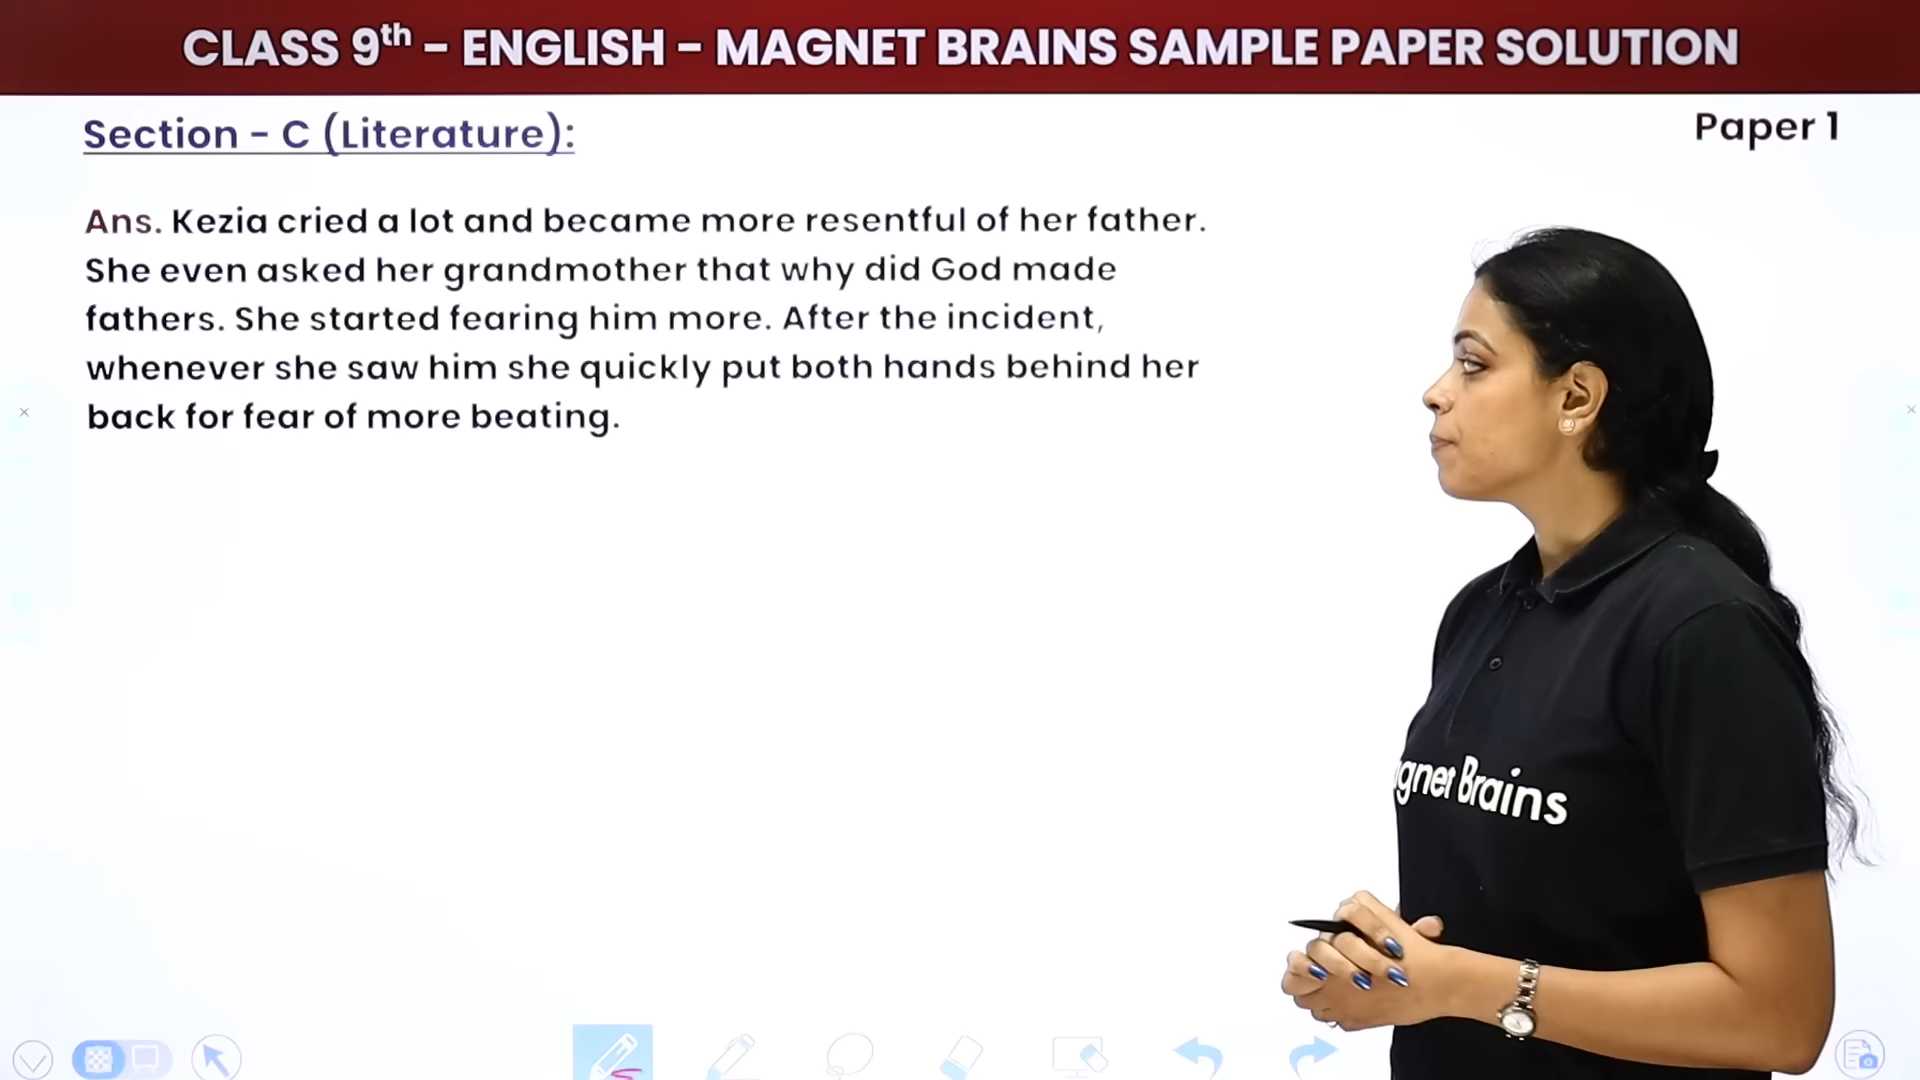 CLASS 9th – ENGLISH – MAGNET BRAINS SAMPLE PAPER SOLUTION
Section - C (Literature):
Paper 1
Ans. Kezia cried a lot and became more resentful of her father.
She even asked her grandmother that why did God made
fathers. She started fearing him more. After the incident,
whenever she saw him she quickly put both hands behind her
back for fear of more beating.
gnet Brains